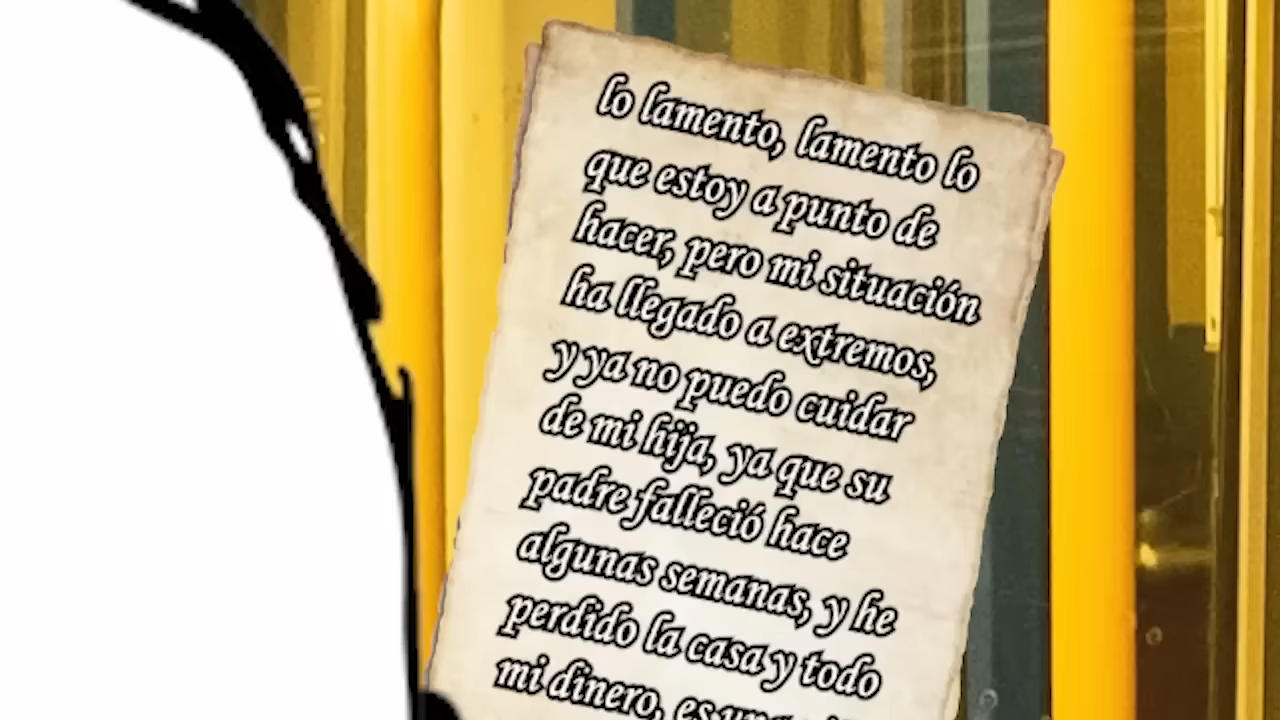 lo lamento, lamento lo
que estoy a punto de
hacer, pero mi situación
ha llegado a extremos,
y ya no puedo cuidar
de mi hija, ya que su
padre falleció hace
algunas semanas, y he
perdido la casa y todo
mi dinero, es